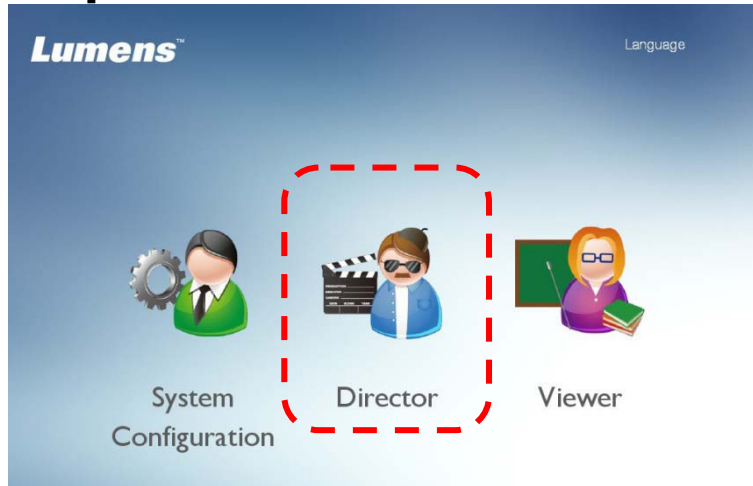 Lumens™
Language
System
Configuration
Director
Viewer